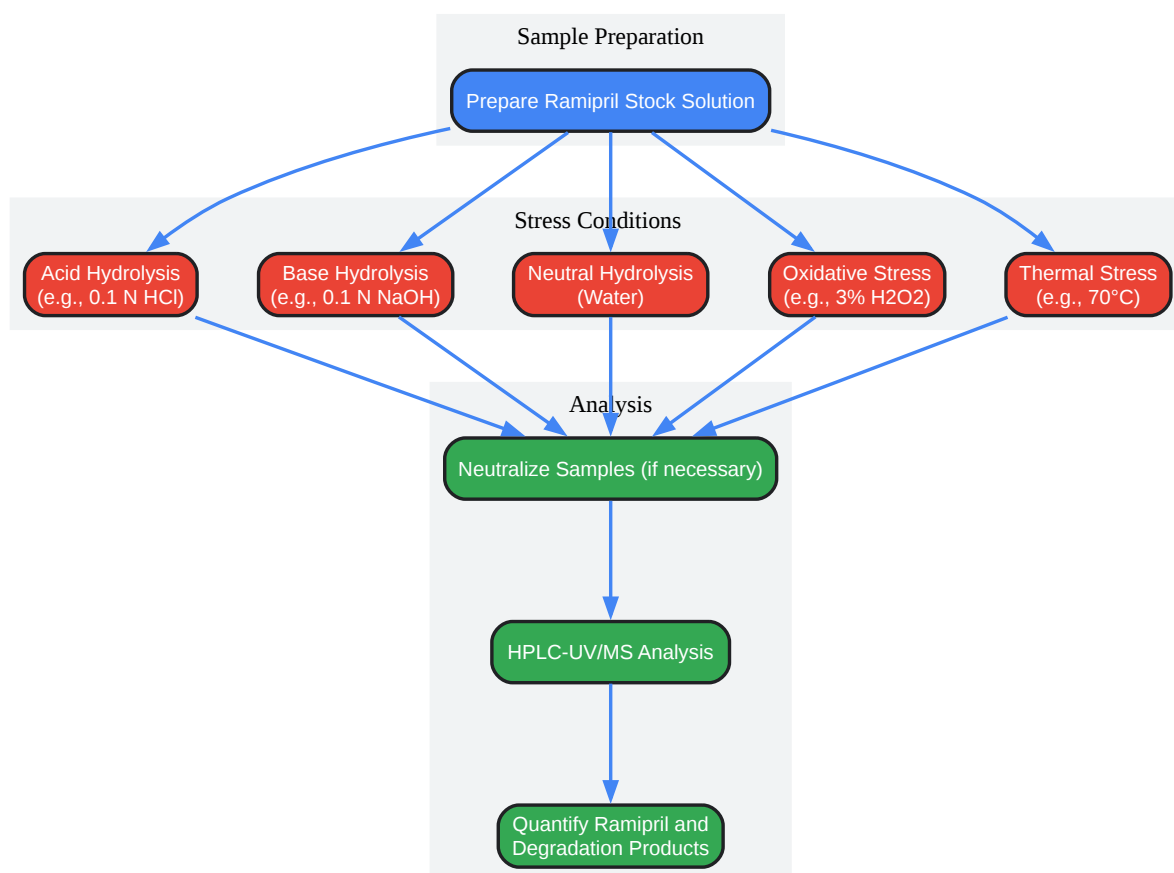 Sample Preparation
Prepare Ramipril Stock Solution
Stress Conditions
Acid Hydrolysis
(e.g., 0.1 N HCl)
Base Hydrolysis
(e.g., 0.1 N NaOH)
Neutral Hydrolysis
(Water)
Oxidative Stress
(e.g., 3% H2O2)
Thermal Stress
(e.g., 70°C)
Analysis
Neutralize Samples (if necessary)
HPLC-UV/MS Analysis
Quantify Ramipril and
Degradation Products